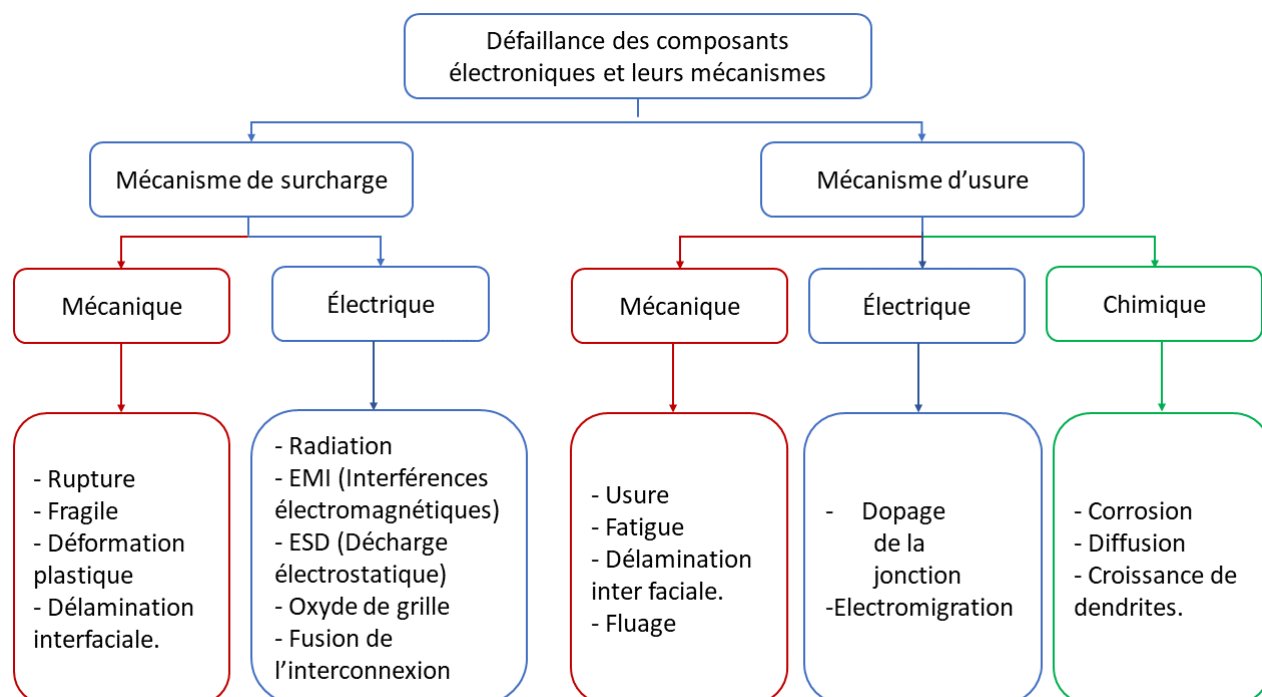 Défaillance des composants
électroniques et leurs mécanismes
Mécanisme de surcharge
Mécanisme d’usure
Mécanique
Électrique
Mécanique
Électrique
Chimique
- Rupture
- Fragile
- Déformation
plastique
- Délamination
interfaciale.
- Radiation
- EMI (Interférences
électromagnétiques)
- ESD (Décharge
électrostatique)
- Oxyde de grille
- Fusion de
l’interconnexion
- Usure
- Fatigue
- Délamination
inter faciale.
- Fluage
- Dopage
de la
jonction
-Electromigration
- Corrosion
- Diffusion
- Croissance de
dendrites.